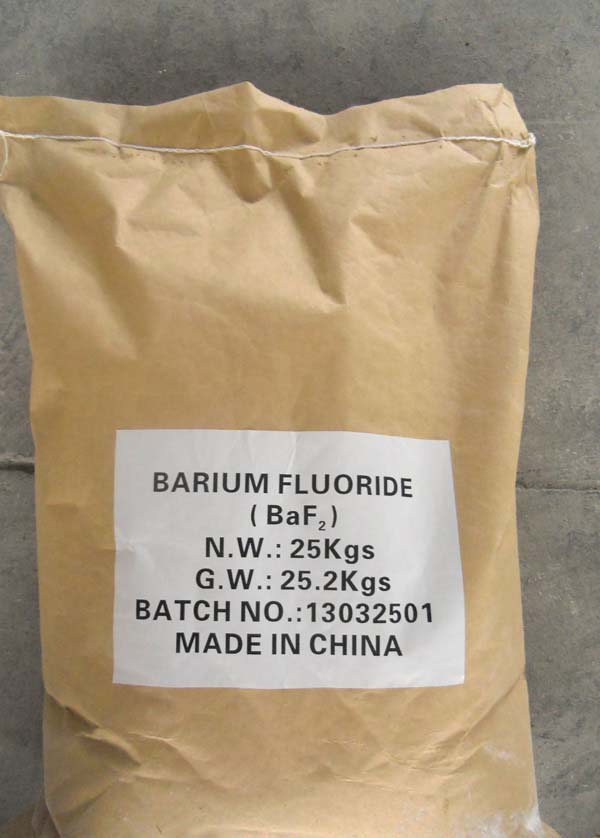 BARIUM FLUORIDE
( BaF₂ )
N.W.: 25Kgs
G.W.: 25.2Kgs
BATCH NO.:13032501
MADE IN CHINA